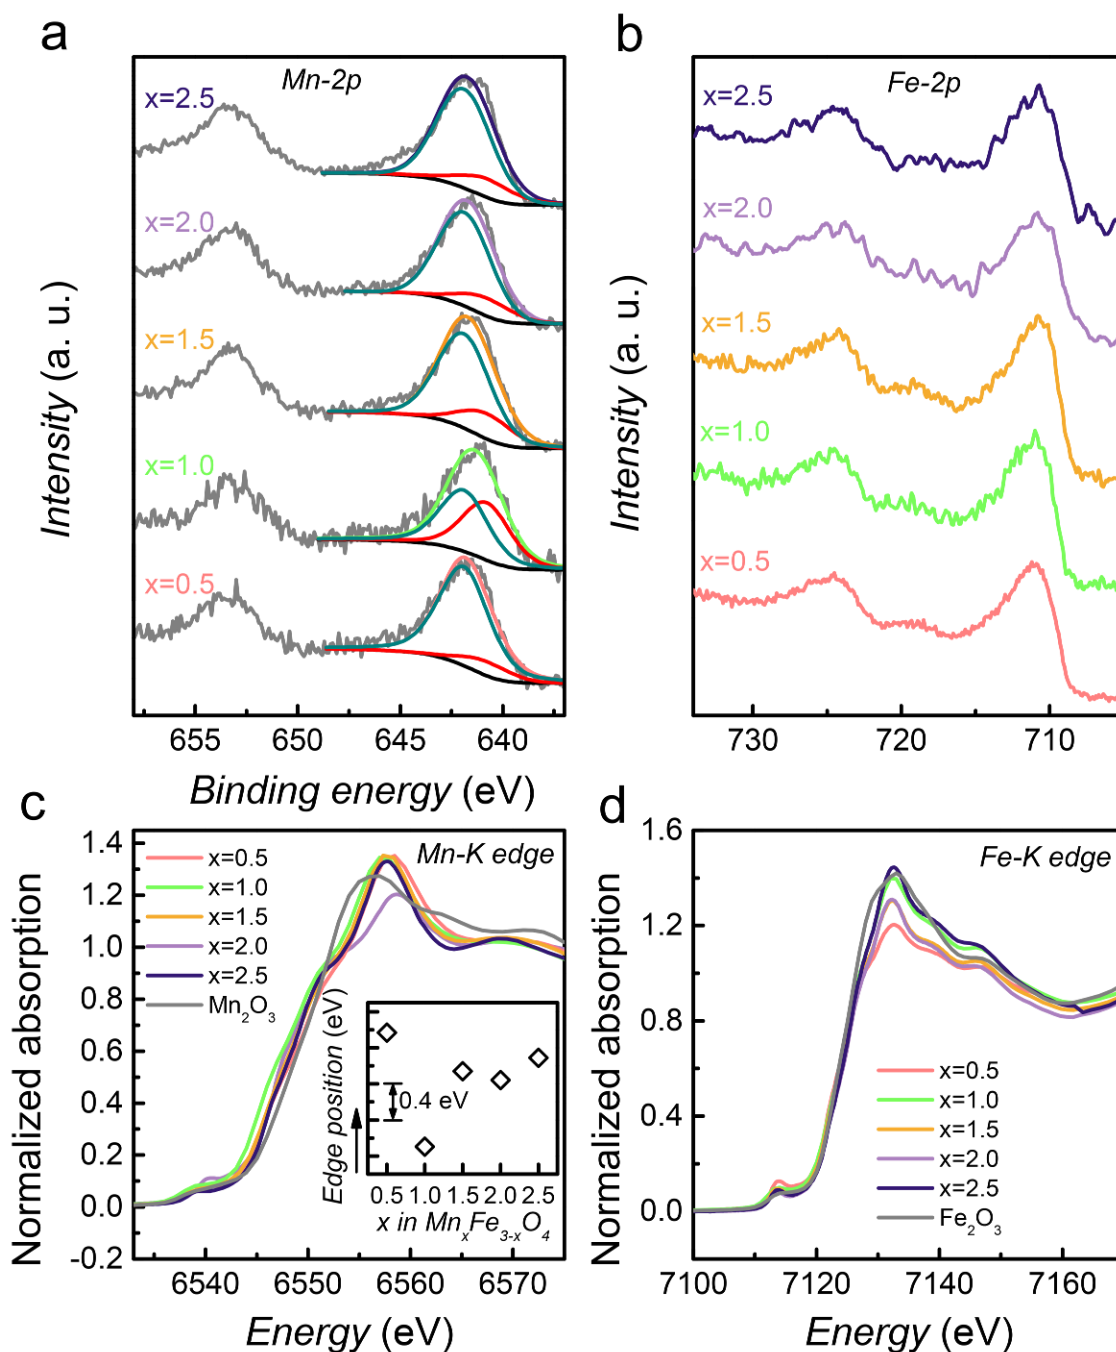 a
Mn-2p
x=2.5
x=2.0
x=1.5
x=1.0
x=0.5
Intensity (a. u.)
655 650 645 640
Binding energy (eV)
b
Fe-2p
x=2.5
x=2.0
x=1.5
x=1.0
x=0.5
Intensity (a. u.)
730 720 710
c
Mn-K edge
x=0.5
x=1.0
x=1.5
x=2.0
x=2.5
Mn₂O₃
Normalized absorption
1.4
1.2
1.0
0.8
0.6
0.4
0.2
0.0
-0.2
6540 6550 6560 6570
Energy (eV)
Edge position (eV)
0.4 eV
0.5 1.0 1.5 2.0 2.5
x in MnₓFe₃₋ₓO₄
d
Fe-K edge
Normalized absorption
1.6
1.2
0.8
0.4
0.0
x=0.5
x=1.0
x=1.5
x=2.0
x=2.5
Fe₂O₃
7100 7120 7140 7160
Energy (eV)